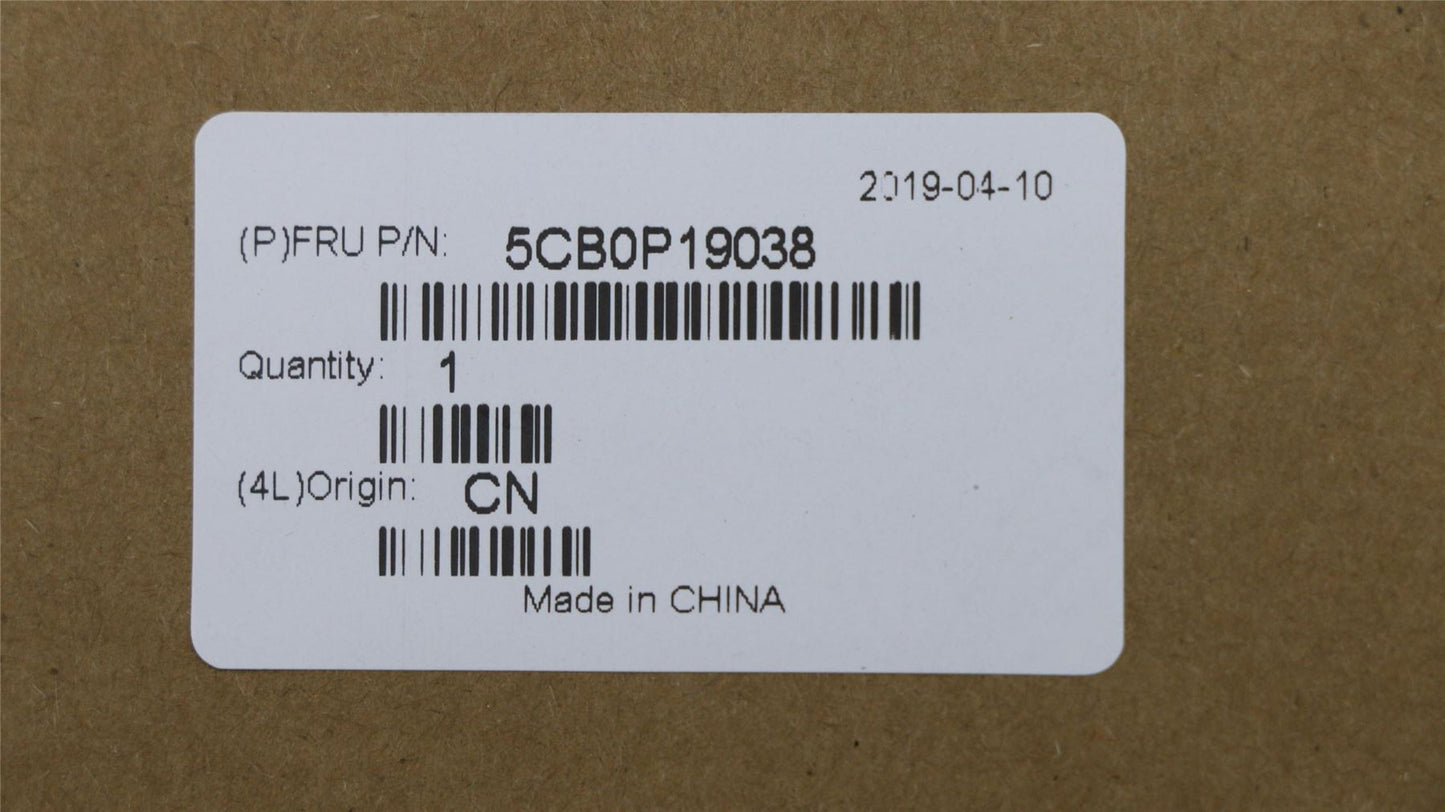 2019-04-10
(P)FRU P/N: 5CB0P19038
Quantity: 1
(4L)Origin: CN
Made in CHINA